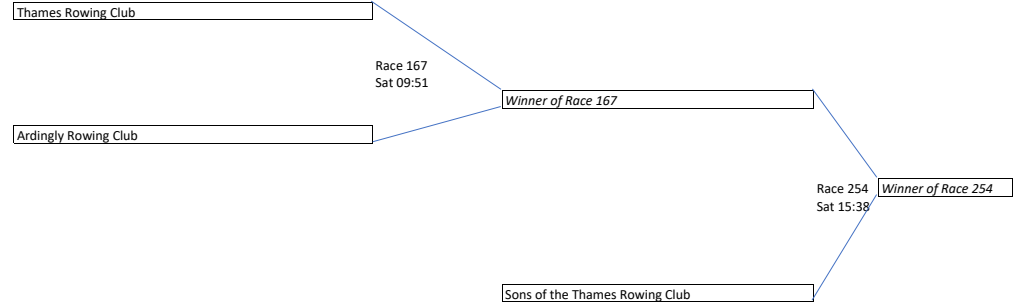 Thames Rowing Club
Race 167
Sat 09:51
Winner of Race 167
Ardingly Rowing Club
Race 254
Winner of Race 254
Sat 15:38
Sons of the Thames Rowing Club